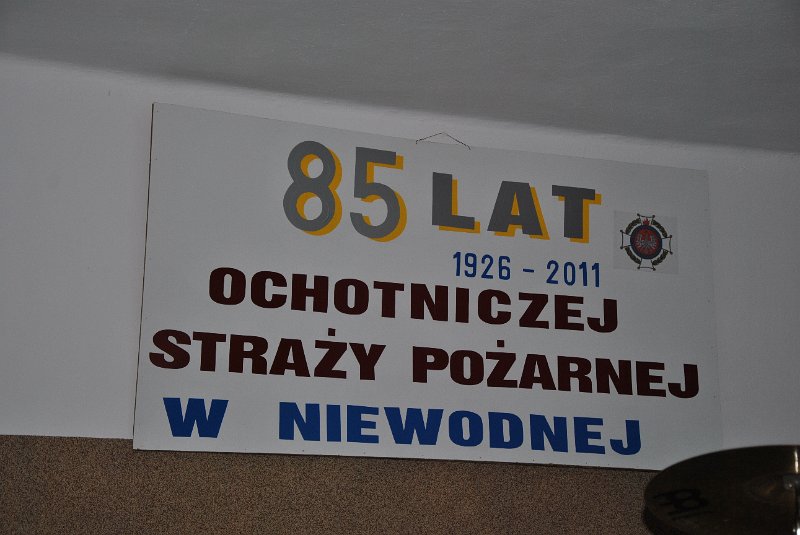 85 LAT
1926 - 2011
OCHOTNICZEJ
STRAŻY POŻARNEJ
W NIEWODNEJ